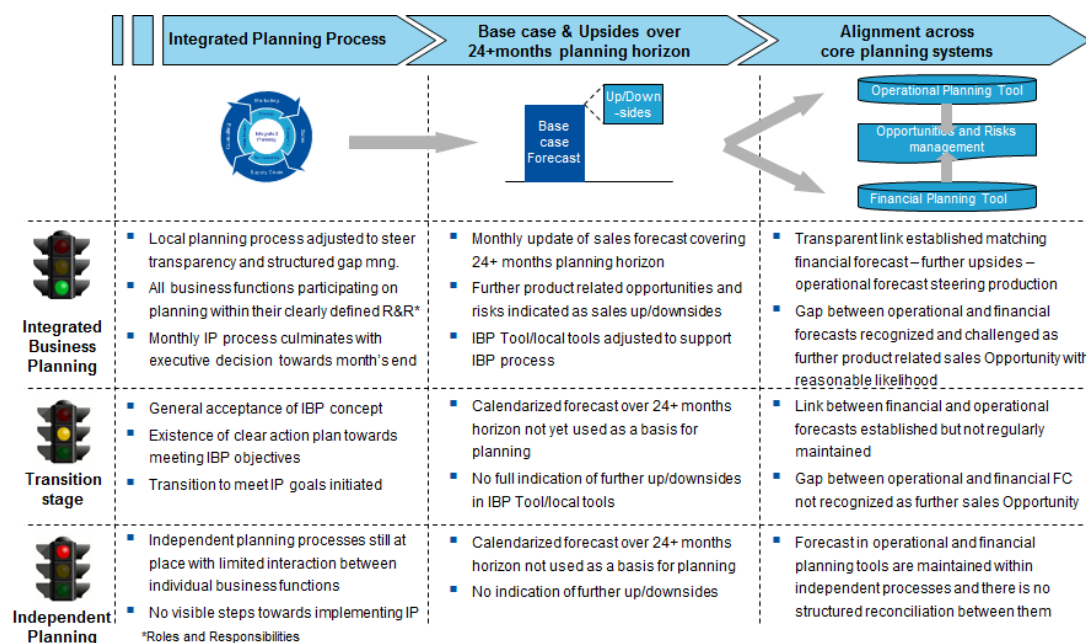 Integrated Planning Process
Base case & Upsides over
24+months planning horizon
Alignment across
core planning systems
Marketing
Sales
Supply Chain
Integrated
Planning
Base
case
Forecast
Up/Down
-sides
Operational Planning Tool
Opportunities and Risks
management
Financial Planning Tool
Integrated
Business
Planning
Local planning process adjusted to steer
transparency and structured gap mng.
All business functions participating on
planning within their clearly defined R&R*
Monthly IP process culminates with
executive decision towards month's end
Monthly update of sales forecast covering
24+ months planning horizon
Further product related opportunities and
risks indicated as sales up/downsides
IBP Tool/local tools adjusted to support
IBP process
Transparent link established matching
financial forecast – further upsides –
operational forecast steering production
Gap between operational and financial
forecasts recognized and challenged as
further product related sales Opportunity with
reasonable likelihood
Transition
stage
General acceptance of IBP concept
Existence of clear action plan towards
meeting IBP objectives
Transition to meet IP goals initiated
Calendarized forecast over 24+ months
horizon not yet used as a basis for
planning
No full indication of further up/downsides
in IBP Tool/local tools
Link between financial and operational
forecasts established but not regularly
maintained
Gap between operational and financial FC
not recognized as further sales Opportunity
Independent
Planning
Independent planning processes still at
place with limited interaction between
individual business functions
No visible steps towards implementing IP
Calendarized forecast over 24+ months
horizon not used as a basis for planning
No indication of further up/downsides
Forecast in operational and financial
planning tools are maintained within
independent processes and there is no
structured reconciliation between them
*Roles and Responsibilities